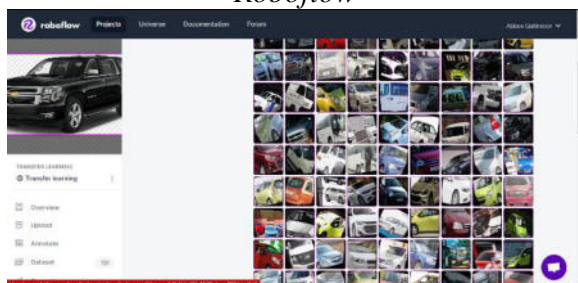 Roboflow
roboflow Projects Universe Documentation Forum
TRANSFER LEARNING
Transfer learning
Overview
Upload
Annotate
Dataset